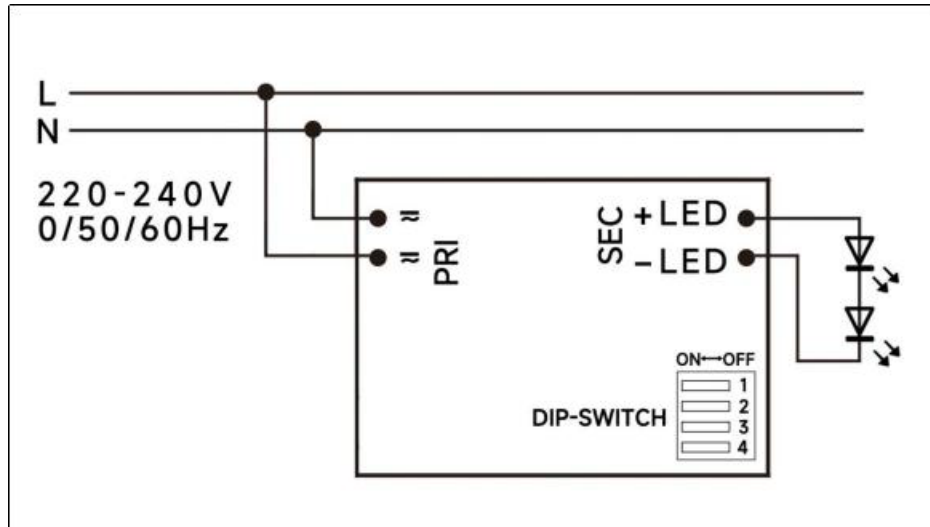 L
N
220-240V
0/50/60Hz
PRI
SEC
+LED
-LED
ON↔OFF
1
2
3
4
DIP-SWITCH